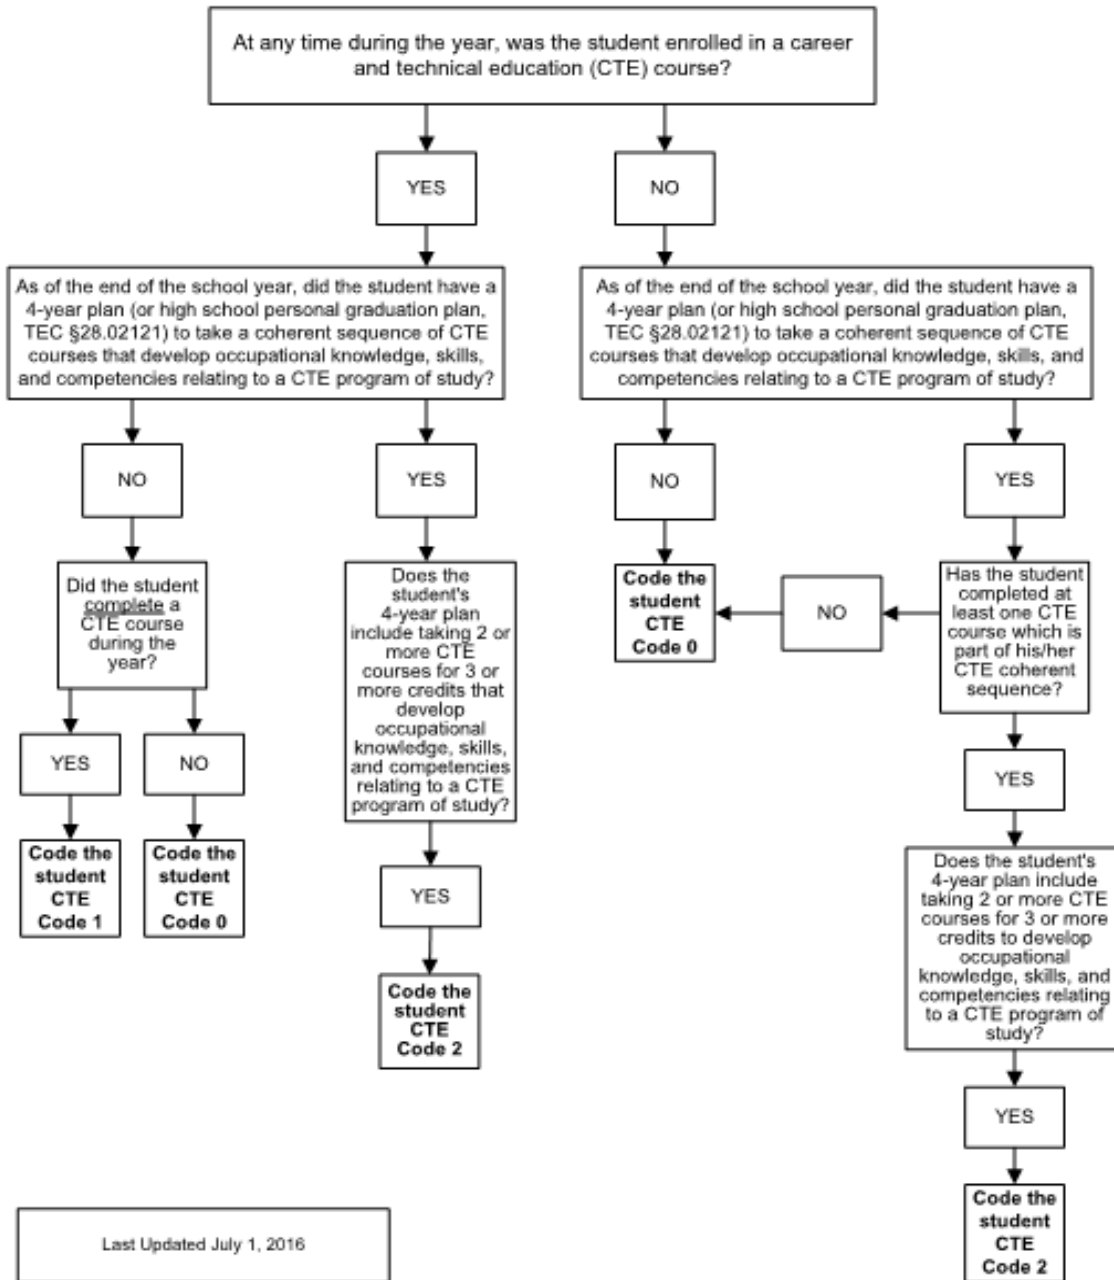 At any time during the year, was the student enrolled in a career
and technical education (CTE) course?
YES
NO
As of the end of the school year, did the student have a
4-year plan (or high school personal graduation plan,
TEC §28.02121) to take a coherent sequence of CTE
courses that develop occupational knowledge, skills,
and competencies relating to a CTE program of study?
As of the end of the school year, did the student have a
4-year plan (or high school personal graduation plan,
TEC §28.02121) to take a coherent sequence of CTE
courses that develop occupational knowledge, skills, and
competencies relating to a CTE program of study?
NO
YES
NO
YES
Did the student
complete a
CTE course
during the
year?
Does the
student's
4-year plan
include taking 2 or
more CTE
courses for 3 or
more credits that
develop
occupational
knowledge, skills,
and competencies
relating to a CTE
program of study?
Code the
student
CTE
Code 0
NO
Has the student
completed at
least one CTE
course which is
part of his/her
CTE coherent
sequence?
YES
NO
YES
Code the
student
CTE
Code 1
Code the
student
CTE
Code 0
YES
Does the student's
4-year plan include
taking 2 or more CTE
courses for 3 or more
credits to develop
occupational
knowledge, skills, and
competencies relating
to a CTE program of
study?
Code the
student
CTE
Code 2
YES
Code the
student
CTE
Code 2
Last Updated July 1, 2016